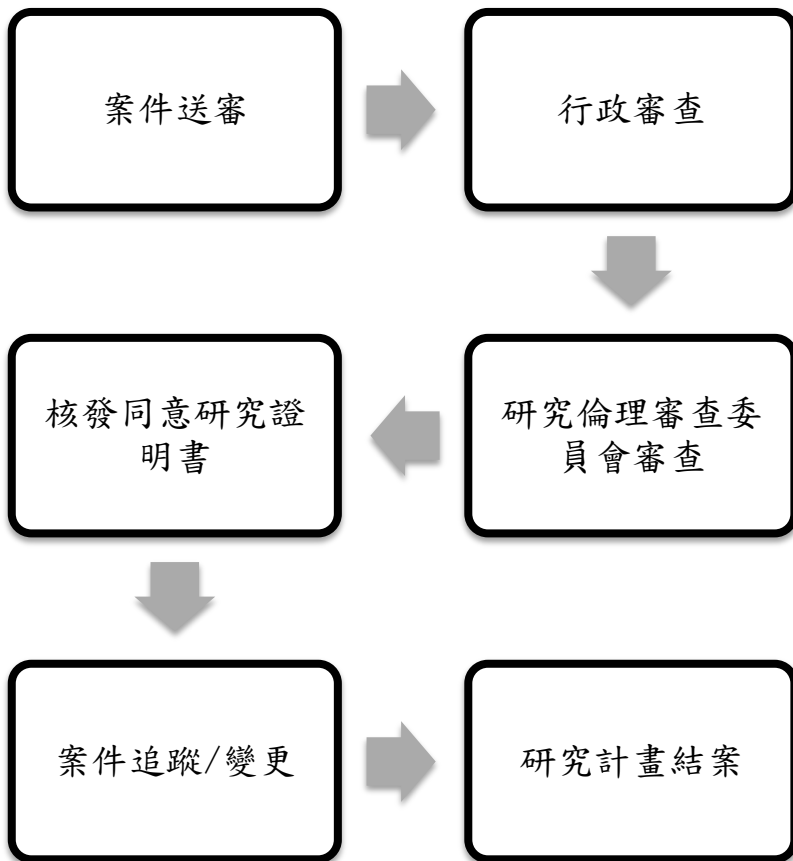 案件送審
行政審查
研究倫理審查委
員會審查
核發同意研究證
明書
案件追蹤/變更
研究計畫結案